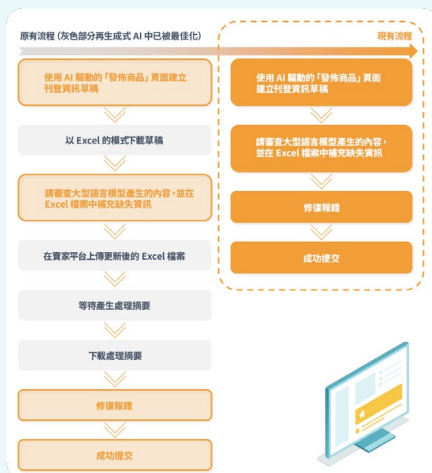 原有流程 (灰色部分再生成式 AI 中已被最佳化)
現有流程
使用 AI 驅動的「發佈商品」頁面建立
刊登資訊草稿
以 Excel 的模式下載草稿
請審查大型語言模型產生的內容，並在
Excel 檔案中補充缺失資訊
在賣家平台上傳更新後的 Excel 檔案
等待產生處理摘要
下載處理摘要
修復報錯
成功提交
使用 AI 驅動的「發佈商品」頁面
建立刊登資訊草稿
請審查大型語言模型產生的內容，
並在 Excel 檔案中補充缺失資訊
修復報錯
成功提交